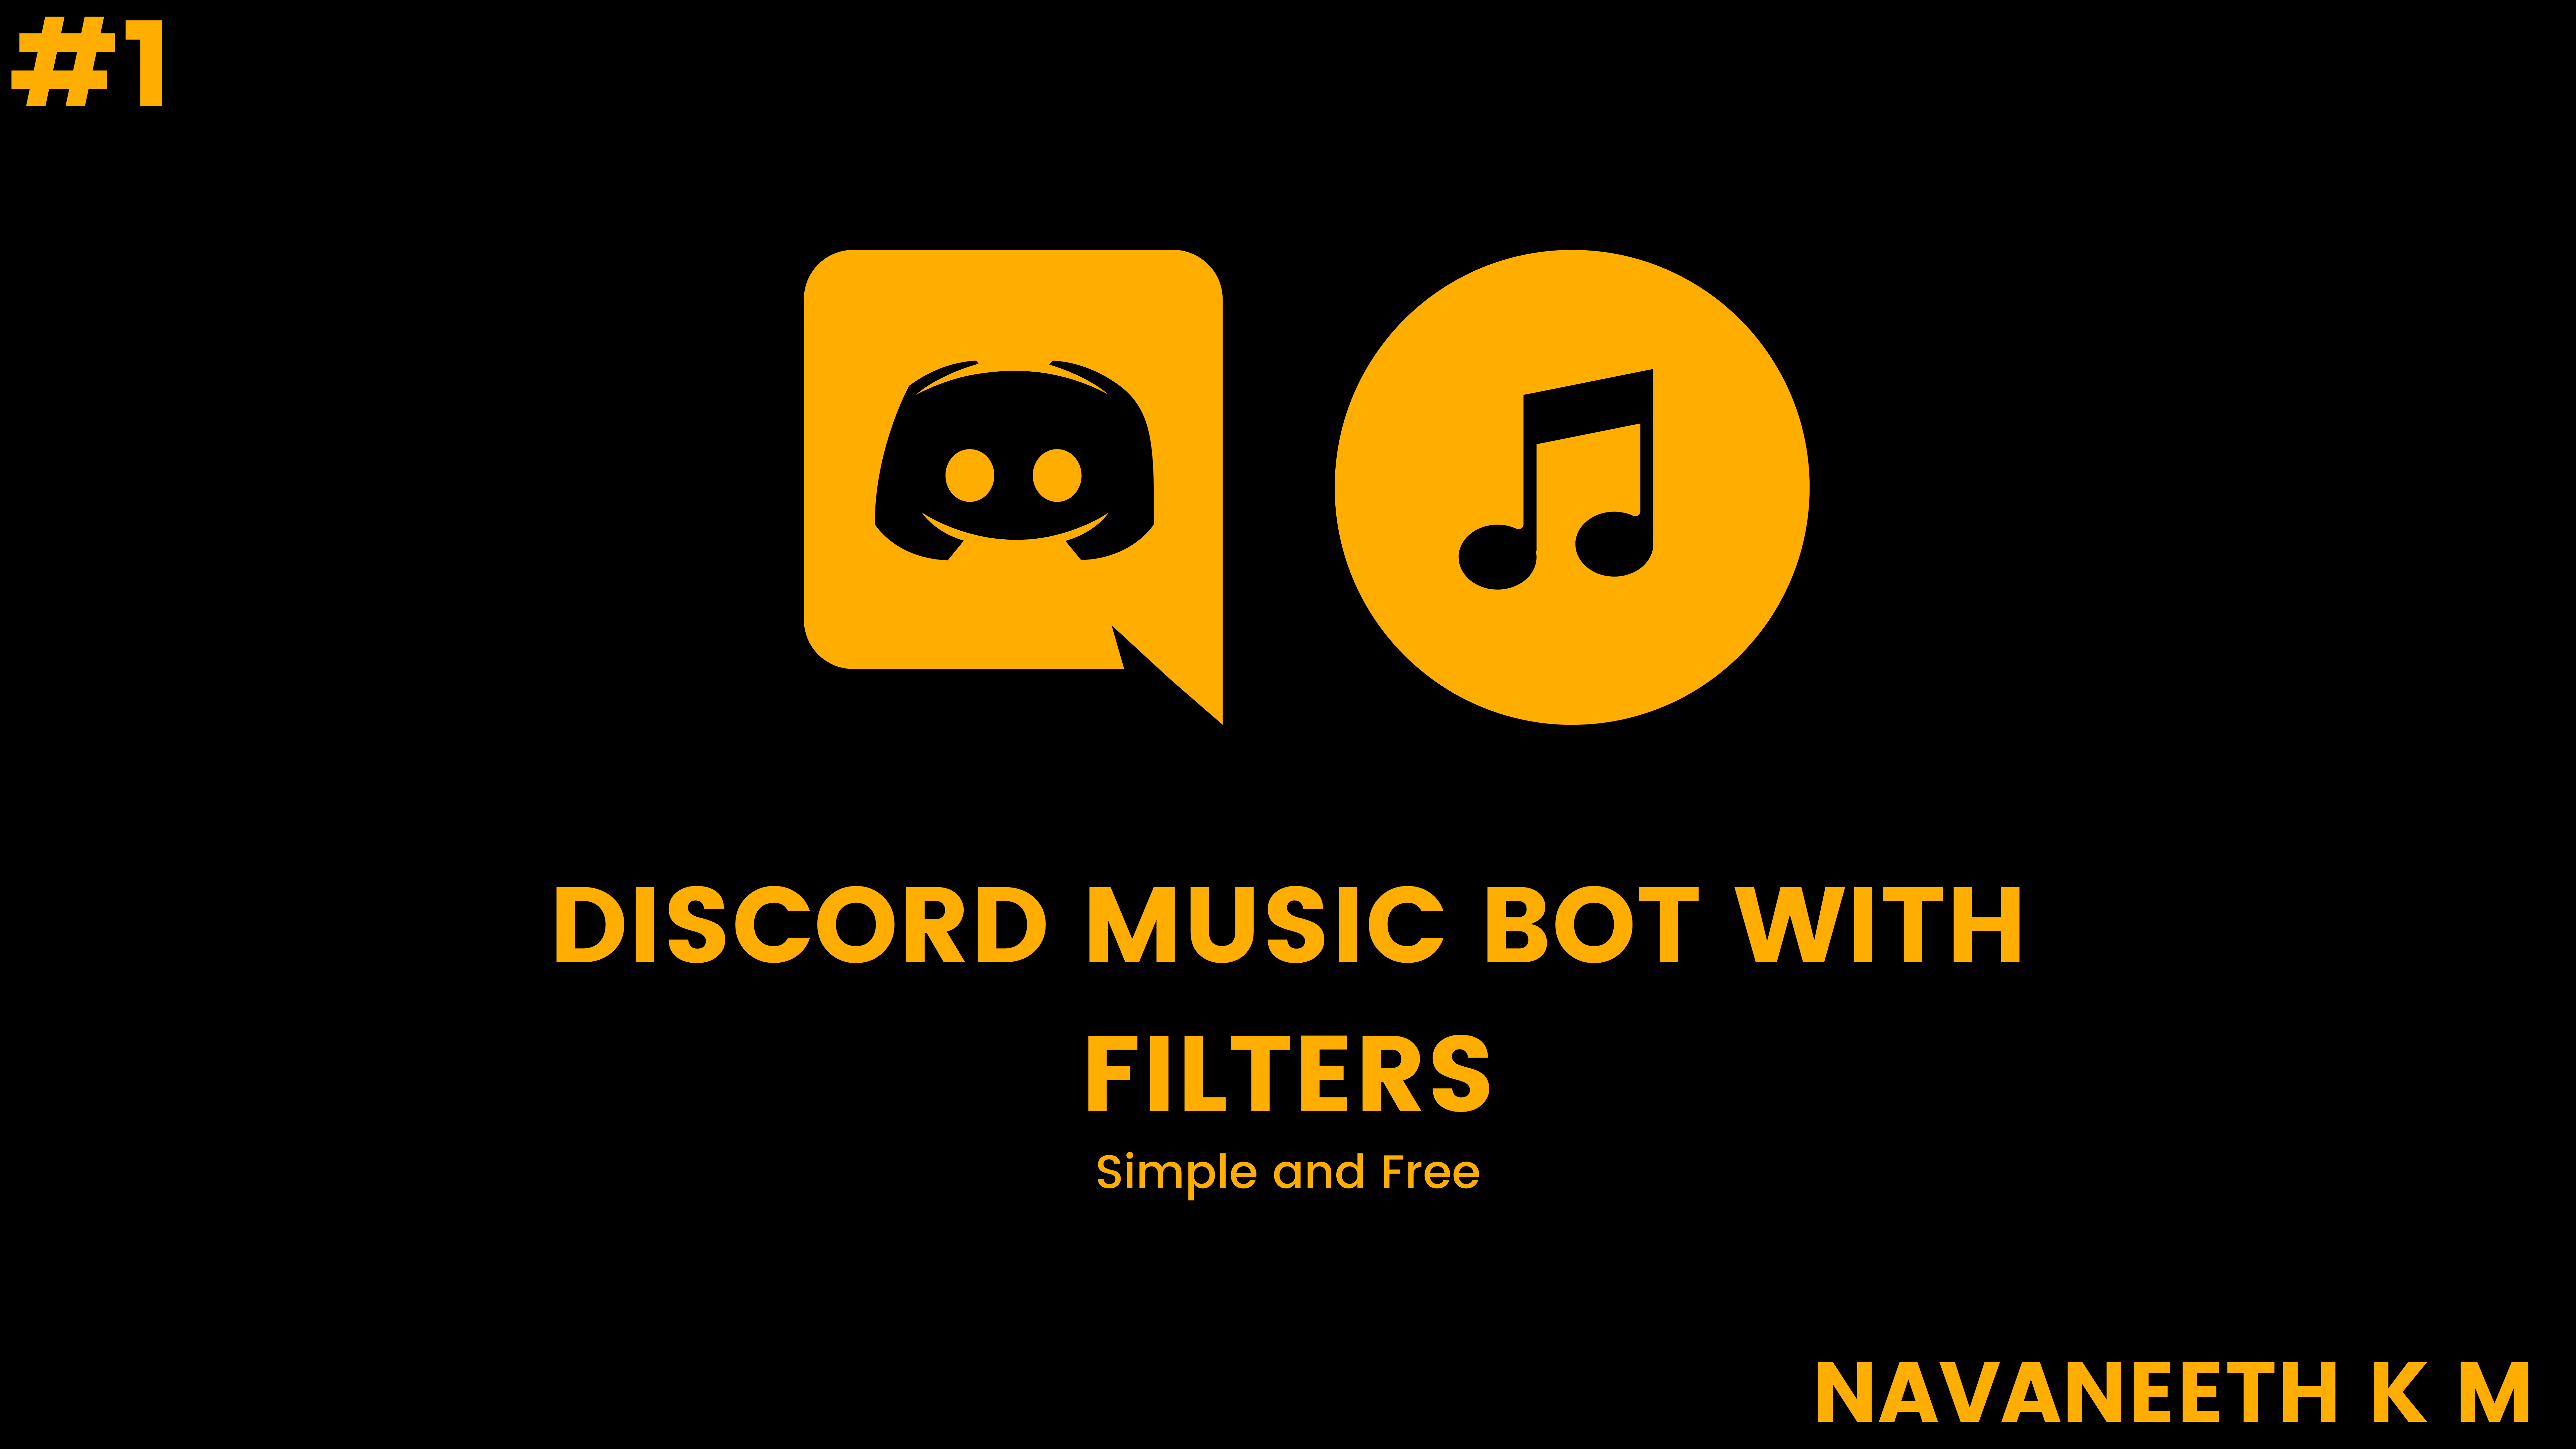 #1
DISCORD MUSIC BOT WITH
FILTERS
Simple and Free
NAVANEETH K M